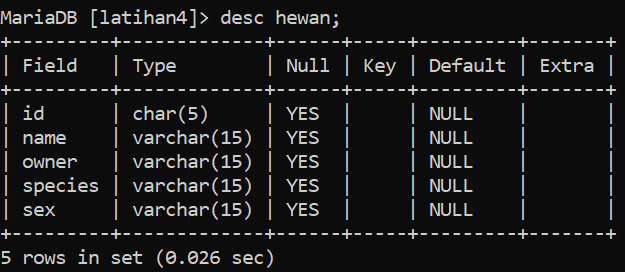 MariaDB [latihan4]> desc hewan;
+---------+-------------+------+-----+---------+-------+
| Field   | Type        | Null | Key | Default | Extra |
+---------+-------------+------+-----+---------+-------+
| id      | char(5)     | YES  |     | NULL    |       |
| name    | varchar(15) | YES  |     | NULL    |       |
| owner   | varchar(15) | YES  |     | NULL    |       |
| species | varchar(15) | YES  |     | NULL    |       |
| sex     | varchar(15) | YES  |     | NULL    |       |
+---------+-------------+------+-----+---------+-------+
5 rows in set (0.026 sec)